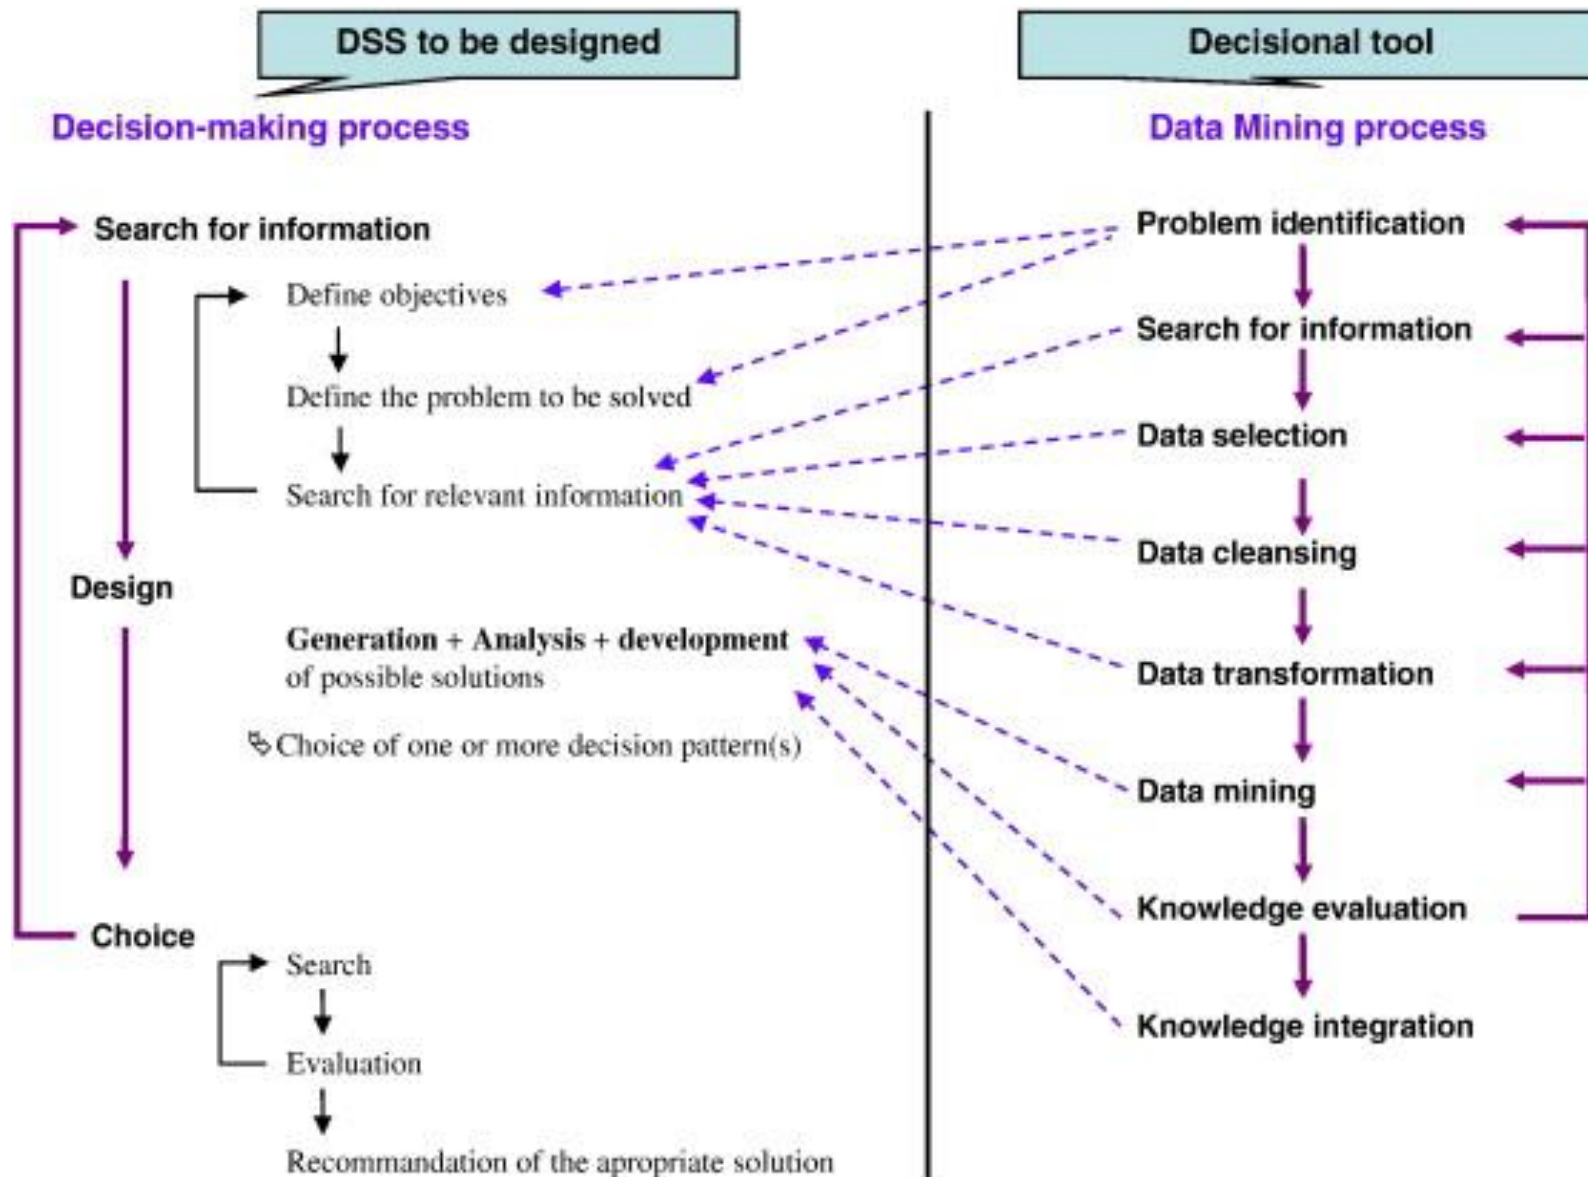 DSS to be designed
Decisional tool
Decision-making process
Data Mining process
Search for information
Define objectives
Define the problem to be solved
Search for relevant information
Design
Generation + Analysis + development
of possible solutions
Choice of one or more decision pattern(s)
Choice
Search
Evaluation
Recommandation of the apropriate solution
Problem identification
Search for information
Data selection
Data cleansing
Data transformation
Data mining
Knowledge evaluation
Knowledge integration